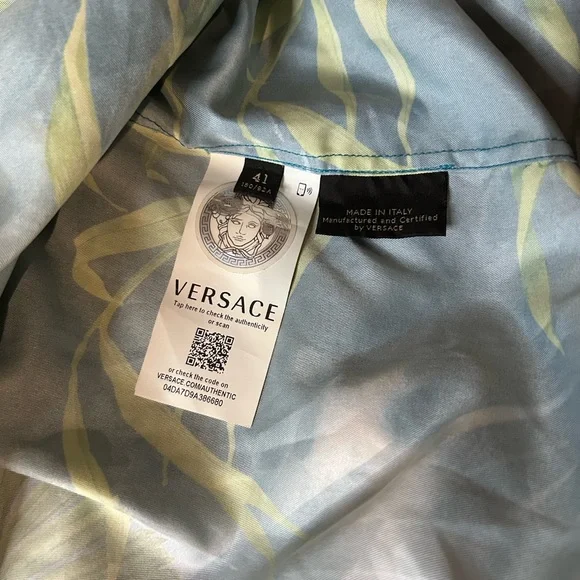 41
180/82A
VERSACE
Tap here to check the authenticity
or scan
or check the code on
VERSACE.COM/AUTHENTIC
04DA7D9A386680
MADE IN ITALY
Manufactured and Certified
by VERSACE